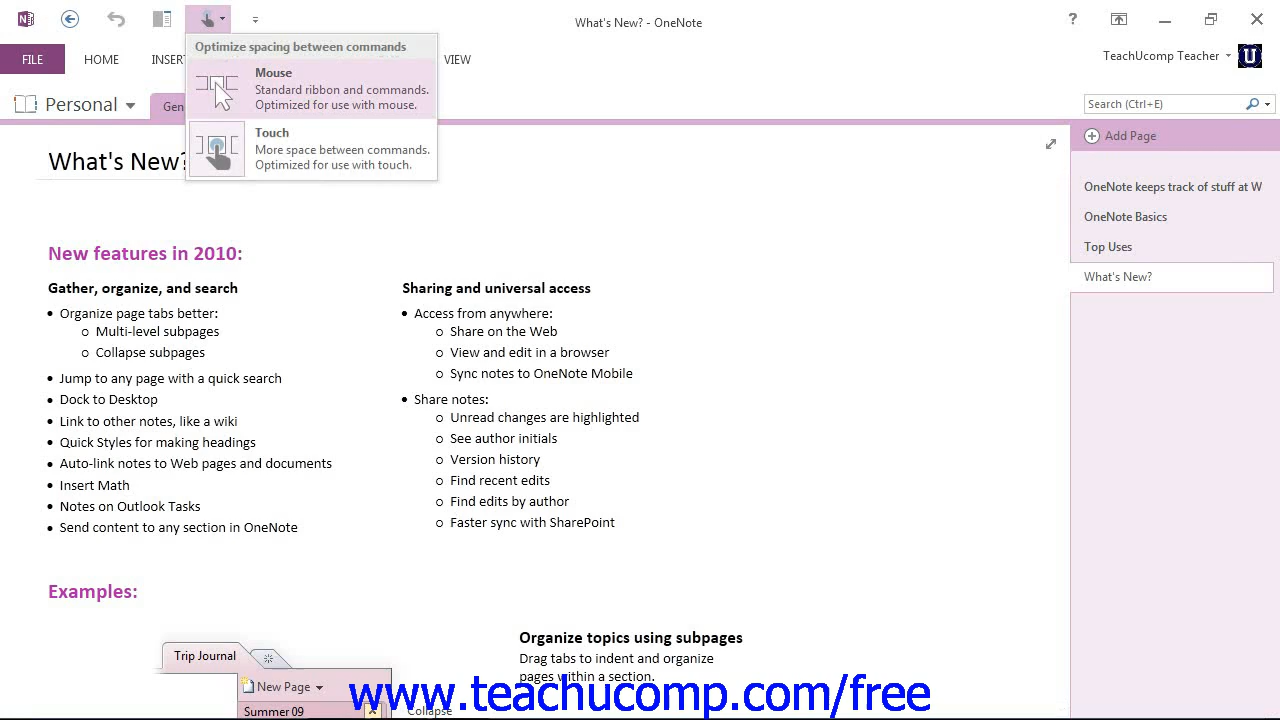 What's New? - OneNote
?
FILE
HOME
INSERT
VIEW
TeachUcomp Teacher
Optimize spacing between commands
Mouse
Standard ribbon and commands.
Optimized for use with mouse.
Touch
More space between commands.
Optimized for use with touch.
Personal
Gen
Search (Ctrl+E)
Add Page
OneNote keeps track of stuff at W
OneNote Basics
Top Uses
What's New?
What's New?
New features in 2010:
Gather, organize, and search
• Organize page tabs better:
o Multi-level subpages
o Collapse subpages
• Jump to any page with a quick search
• Dock to Desktop
• Link to other notes, like a wiki
• Quick Styles for making headings
• Auto-link notes to Web pages and documents
• Insert Math
• Notes on Outlook Tasks
• Send content to any section in OneNote
Sharing and universal access
• Access from anywhere:
o Share on the Web
o View and edit in a browser
o Sync notes to OneNote Mobile
• Share notes:
o Unread changes are highlighted
o See author initials
o Version history
o Find recent edits
o Find edits by author
o Faster sync with SharePoint
Examples:
Trip Journal
New Page
Summer 09
Organize topics using subpages
Drag tabs to indent and organize
pages within a section.
Collapse
www.teachucomp.com/free